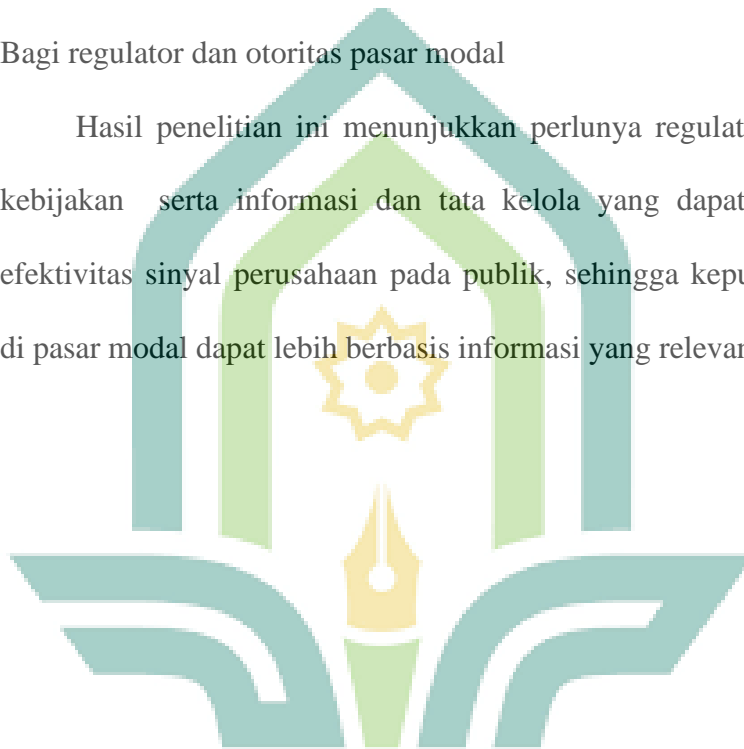 Bagi regulator dan otoritas pasar modal
Hasil penelitian ini menunjukkan perlunya regulat
kebijakan serta informasi dan tata kelola yang dapat
efektivitas sinyal perusahaan pada publik, sehingga kepu
di pasar modal dapat lebih berbasis informasi yang relevan